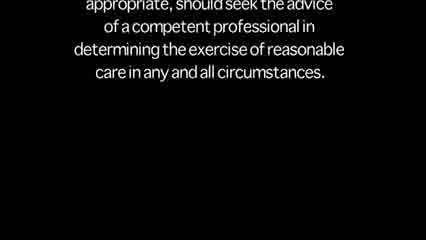 appropriate, should seek the advice
of a competent professional in
determining the exercise of reasonable
care in any and all circumstances.